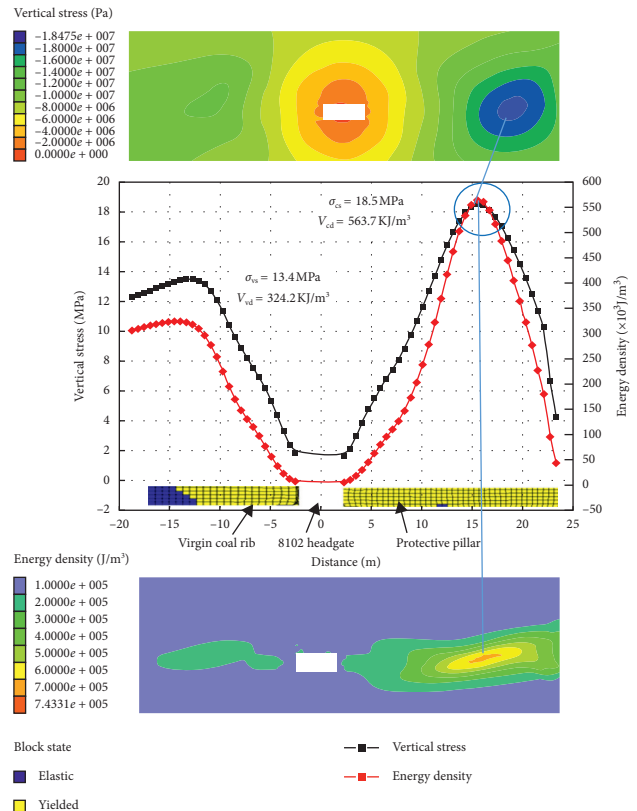 Vertical stress (Pa)
-1.8475e + 007
-1.8000e + 007
-1.6000e + 007
-1.4000e + 007
-1.2000e + 007
-1.0000e + 007
-8.0000e + 006
-6.0000e + 006
-4.0000e + 006
-2.0000e + 006
0.0000e + 000
20
18
16
14
12
10
8
6
4
2
0
-2
Vertical stress (MPa)
σcs = 18.5 MPa
Vcd = 563.7 KJ/m³
σvs = 13.4 MPa
Vvd = 324.2 KJ/m³
600
550
500
450
400
350
300
250
200
150
100
50
0
-50
Energy density (×10³J/m³)
-20 -15 -10 -5 0 5 10 15 20 25
Virgin coal rib 8102 headgate Protective pillar
Distance (m)
Energy density (J/m³)
1.0000e + 005
2.0000e + 005
3.0000e + 005
4.0000e + 005
5.0000e + 005
6.0000e + 005
7.0000e + 005
7.4331e + 005
Block state
Elastic
Yielded
Vertical stress
Energy density